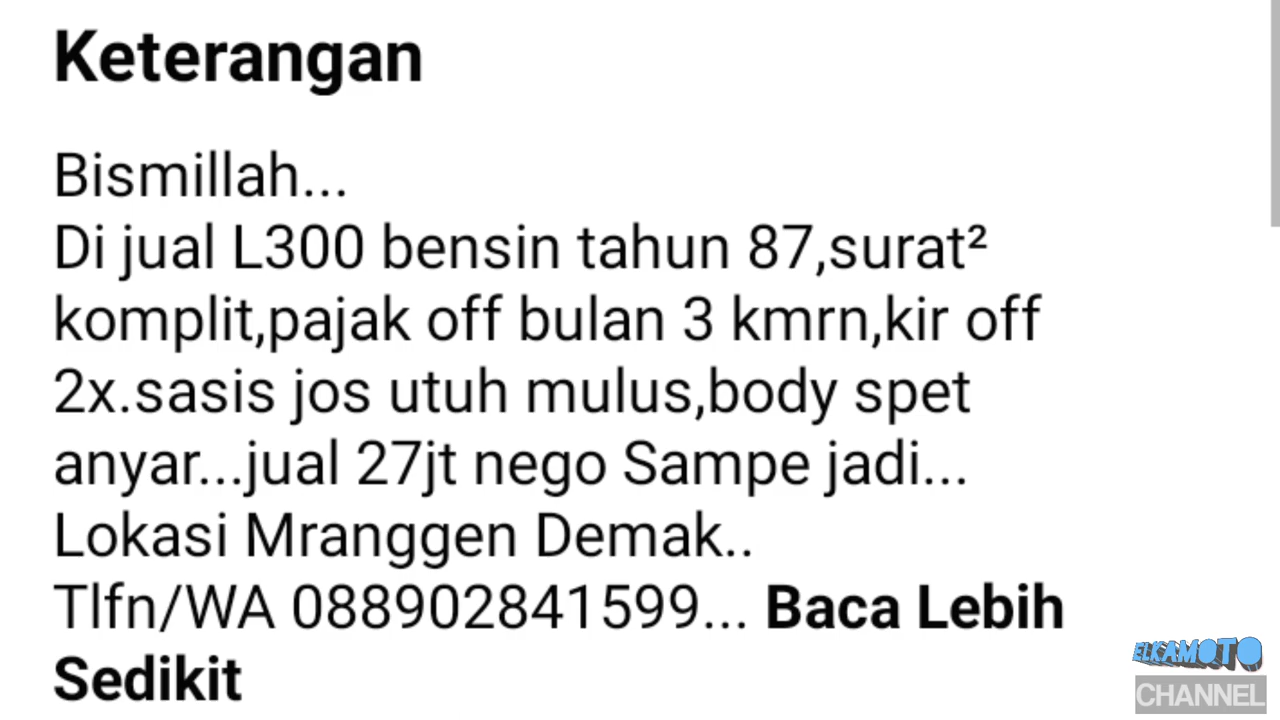 Keterangan
Bismillah...
Di jual L300 bensin tahun 87,surat²
komplit,pajak off bulan 3 kmrn,kir off
2x.sasis jos utuh mulus,body spet
anyar...jual 27jt nego Sampe jadi...
Lokasi Mranggen Demak..
Tlfn/WA 088902841599... Baca Lebih
Sedikit
ELKAMOTO
CHANNEL